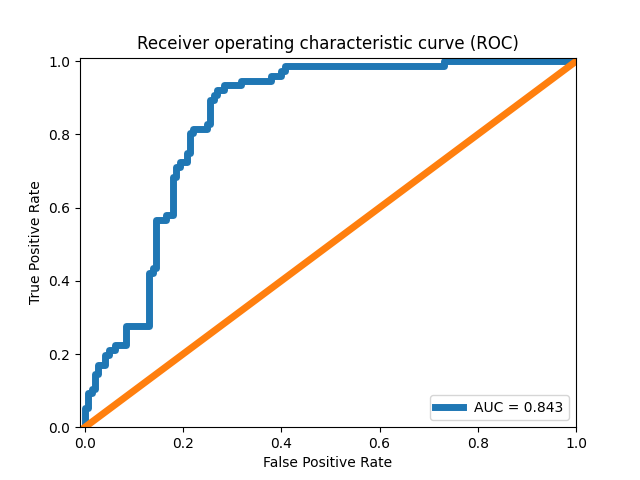 Receiver operating characteristic curve (ROC)
1.0
0.8
0.6
0.4
0.2
0.0
True Positive Rate
AUC = 0.843
0.0 0.2 0.4 0.6 0.8 1.0
False Positive Rate